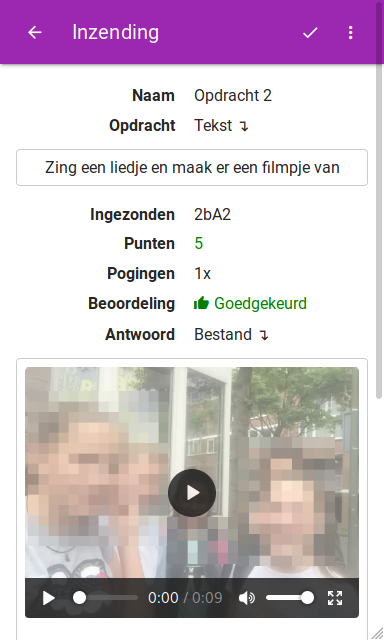 Inzending
Naam Opdracht 2
Opdracht Tekst ↴
Zing een liedje en maak er een filmpje van
Ingezonden 2bA2
Punten 5
Pogingen 1x
Beoordeling Goedgekeurd
Antwoord Bestand ↴
0:00 / 0:09